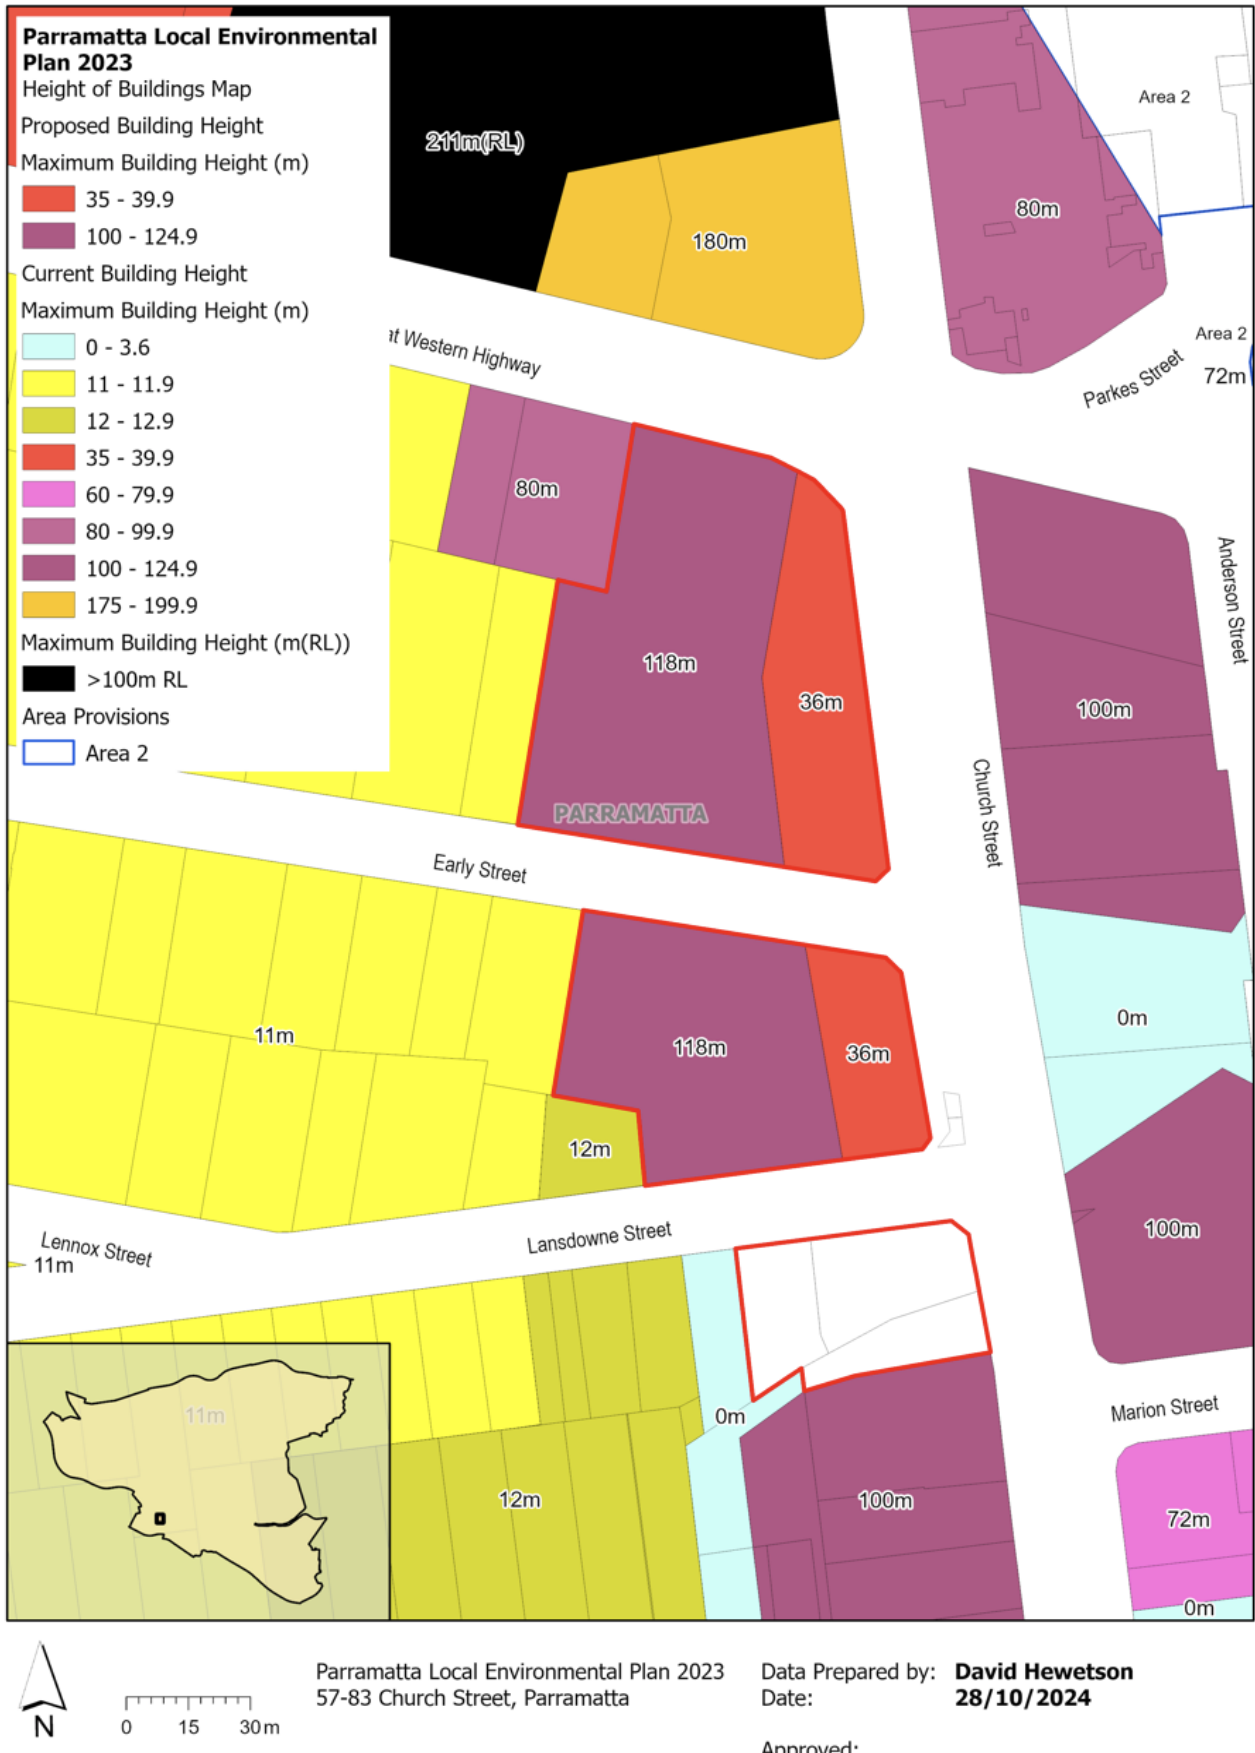 Parramatta Local Environmental
Plan 2023
Height of Buildings Map
Proposed Building Height
Maximum Building Height (m)
35 - 39.9
100 - 124.9
Current Building Height
Maximum Building Height (m)
0 - 3.6
11 - 11.9
12 - 12.9
35 - 39.9
60 - 79.9
80 - 99.9
100 - 124.9
175 - 199.9
Maximum Building Height (m(RL))
>100m RL
Area Provisions
Area 2
211m(RL)
180m
80m
Area 2
Area 2
72m
Parkes Street
at Western Highway
80m
118m
36m
PARRAMATTA
100m
Anderson Street
Church Street
Early Street
11m
118m
36m
12m
0m
100m
Lennox Street
11m
Lansdowne Street
0m
100m
12m
11m
Marion Street
72m
0m
N
0 15 30 m
Parramatta Local Environmental Plan 2023
57-83 Church Street, Parramatta
Data Prepared by: David Hewetson
Date: 28/10/2024
Approved: